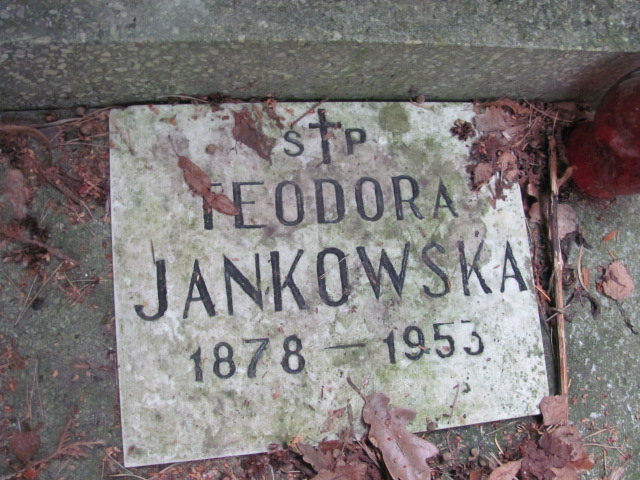 S✝P
TEODORA
JANKOWSKA
1878 – 1953